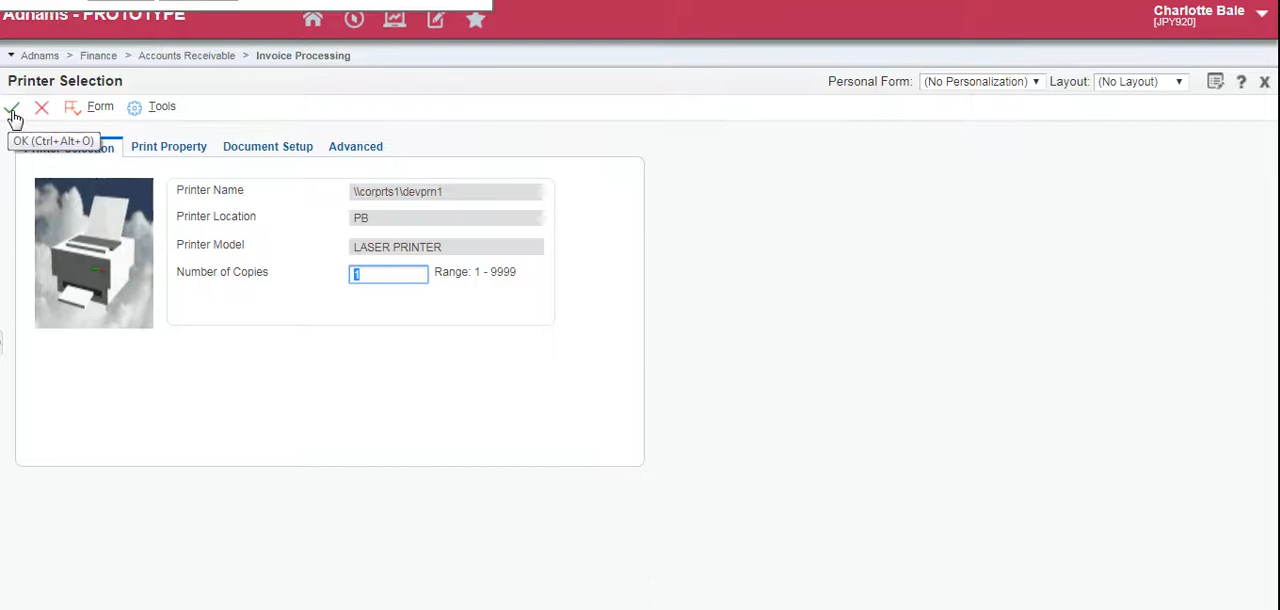 Adnams - PROTOTYPE
Charlotte Bale
[JPY920]
Adnams > Finance > Accounts Receivable > Invoice Processing
Printer Selection
Personal Form: (No Personalization) Layout: (No Layout) ? X
Form Tools
OK (Ctrl+Alt+O)
Print Property Document Setup Advanced
Printer Name \\corprts1\devprn1
Printer Location PB
Printer Model LASER PRINTER
Number of Copies 1 Range: 1 - 9999